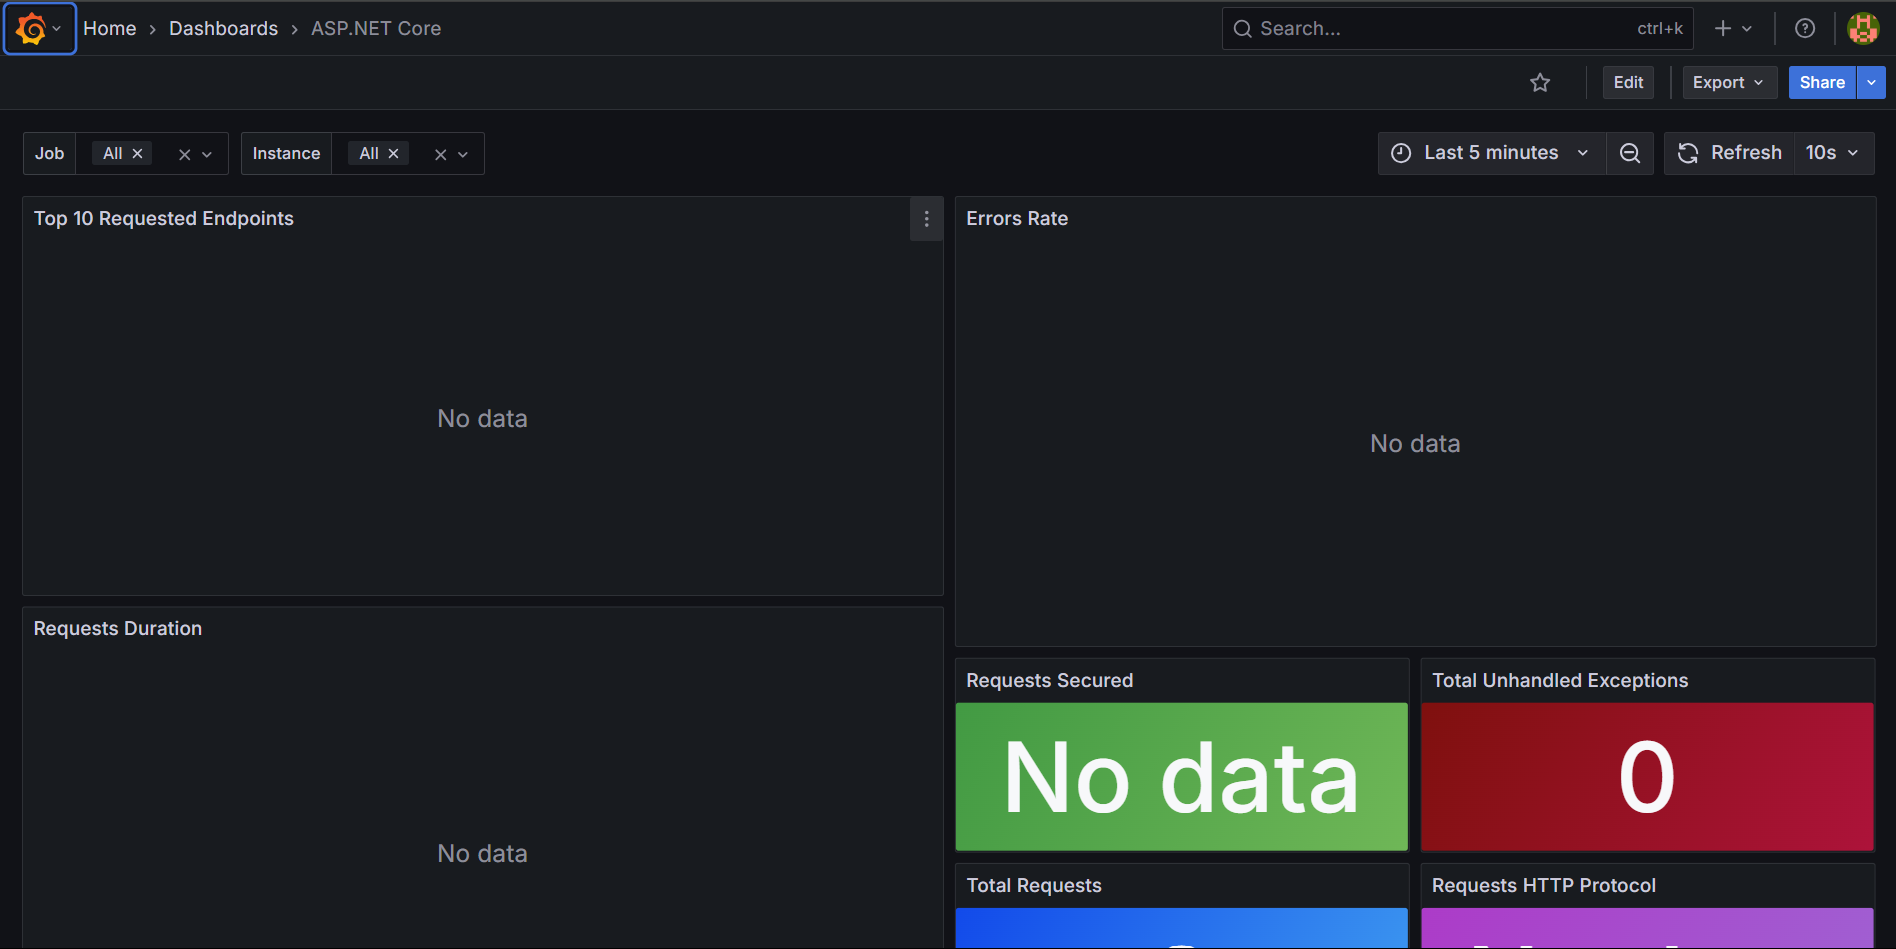 Home › Dashboards › ASP.NET Core
Search... ctrl+k
Edit Export Share
Job All Instance All Last 5 minutes Refresh 10s
Top 10 Requested Endpoints
No data
Errors Rate
No data
Requests Duration
No data
Requests Secured
No data
Total Unhandled Exceptions
0
Total Requests
Requests HTTP Protocol